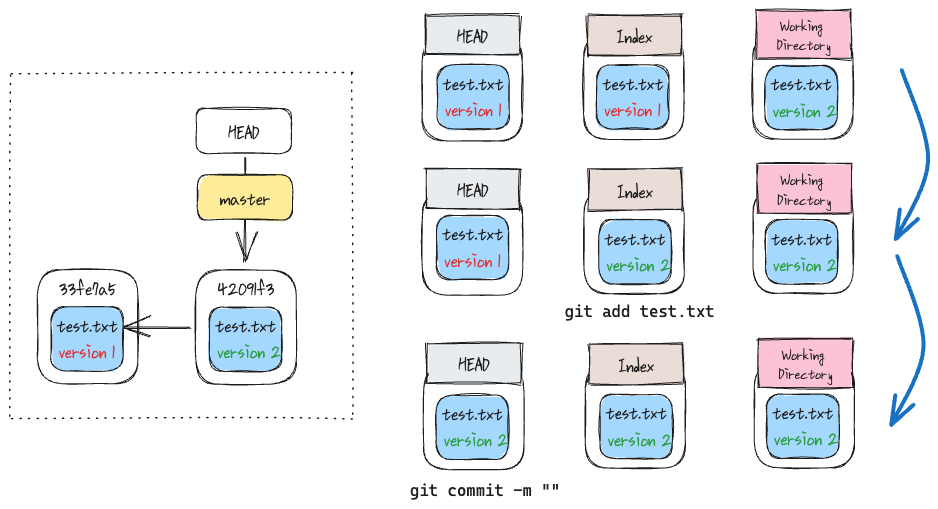 HEAD
master
33fe7a5
test.txt
version 1
42091f3
test.txt
version 2
HEAD
test.txt
version 1
Index
test.txt
version 1
Working
Directory
test.txt
version 2
HEAD
test.txt
version 1
Index
test.txt
version 2
Working
Directory
test.txt
version 2
git add test.txt
HEAD
test.txt
version 2
Index
test.txt
version 2
Working
Directory
test.txt
version 2
git commit -m ""